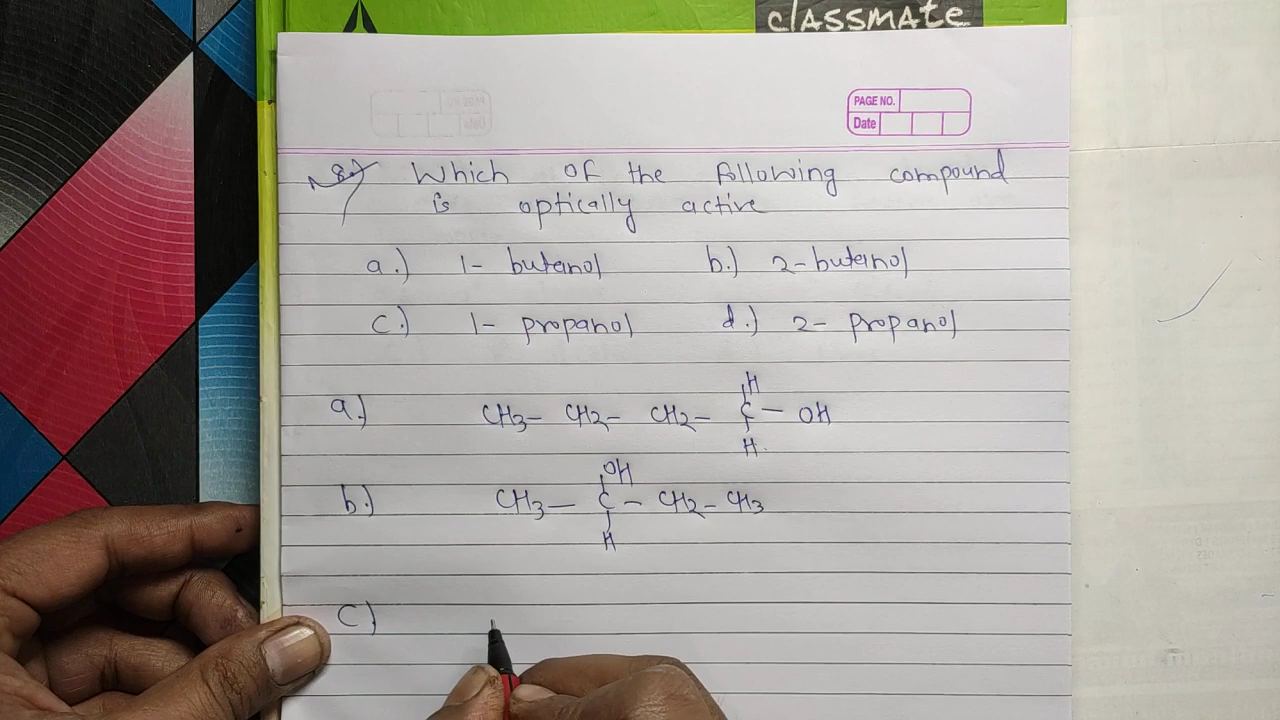 classmate
PAGE NO.
Date
Which of the following compound
is optically active
a.) 1- butanol b.) 2-butanol
c.) 1- propanol d.) 2- propanol
H
a.) CH3- CH2- CH2- C - OH
H
OH
b.) CH3- C - CH2- CH3
H
C)